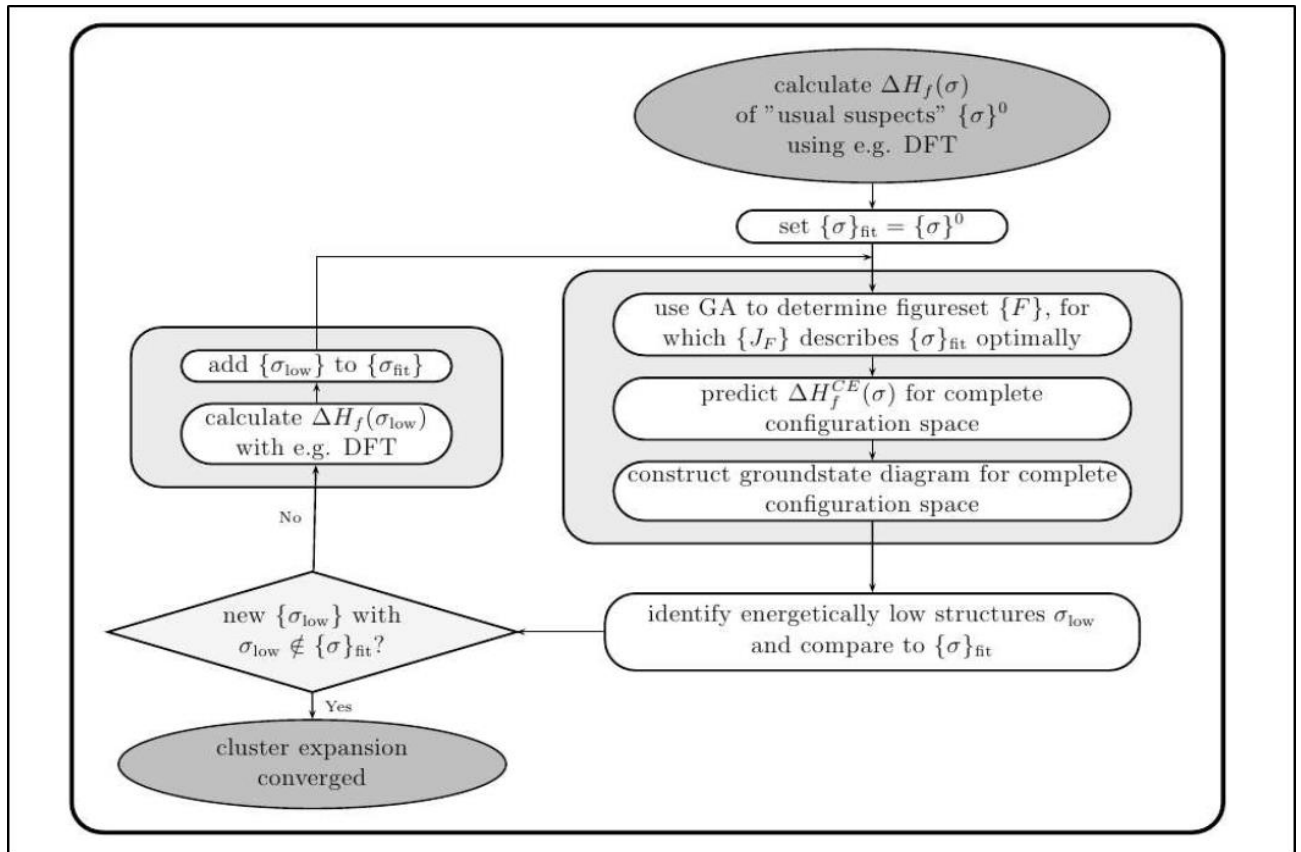 calculate ΔH_f(σ)
of "usual suspects" {σ}⁰
using e.g. DFT
set {σ}_fit = {σ}⁰
use GA to determine figureset {F}, for
which {J_F} describes {σ}_fit optimally
predict ΔH_f^CE(σ) for complete
configuration space
construct groundstate diagram for complete
configuration space
identify energetically low structures σ_low
and compare to {σ}_fit
new {σ_low} with
σ_low ∉ {σ}_fit?
No
calculate ΔH_f(σ_low)
with e.g. DFT
add {σ_low} to {σ_fit}
Yes
cluster expansion
converged